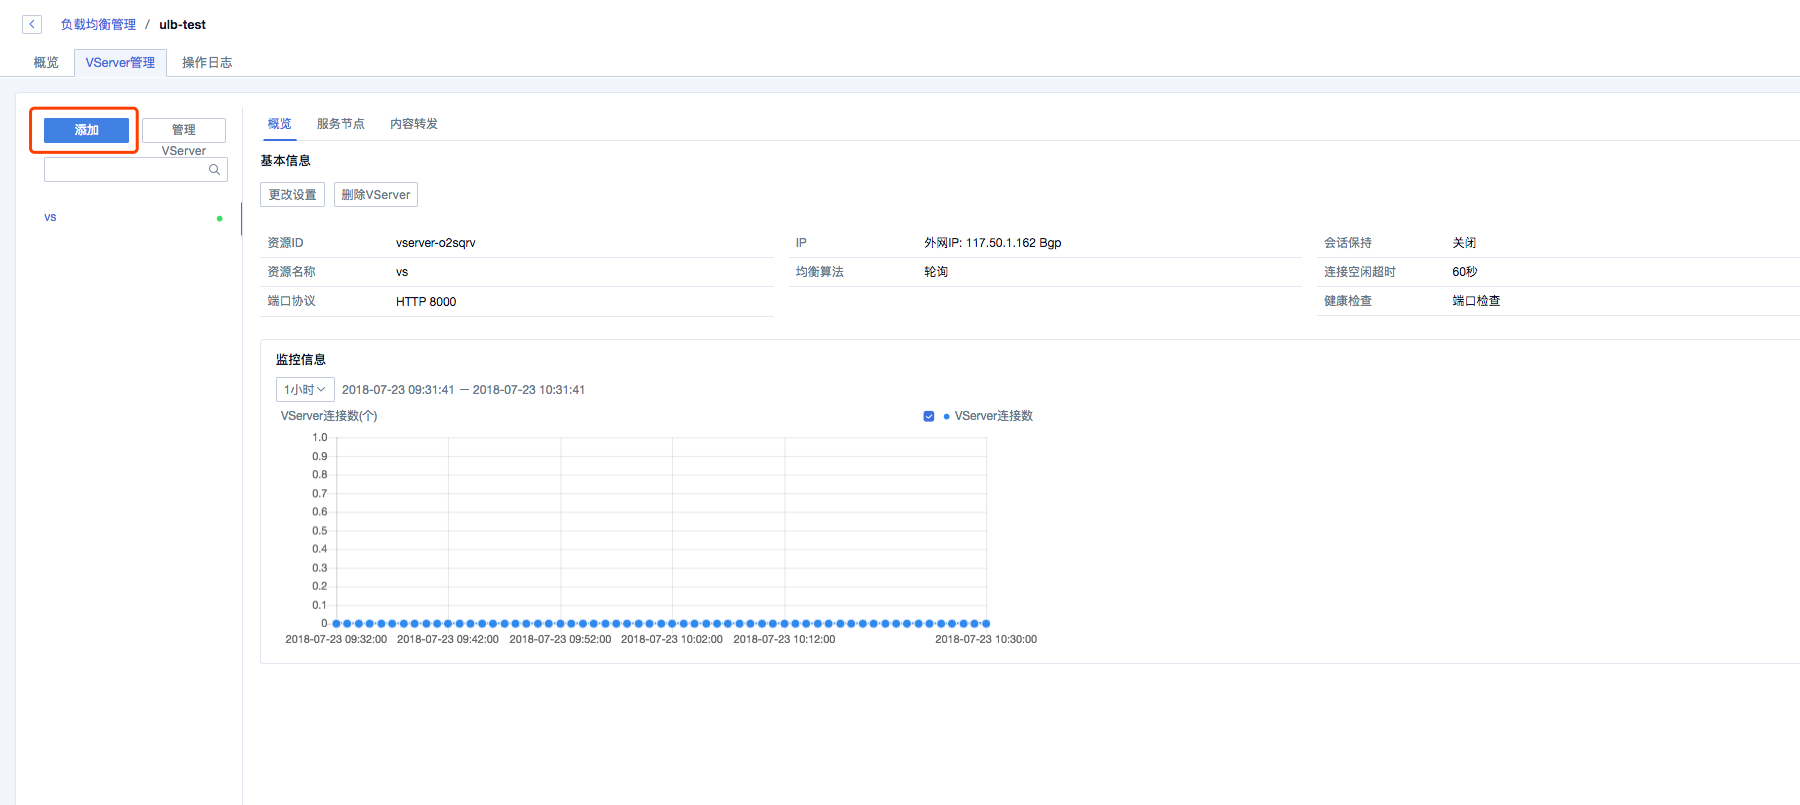 负载均衡管理 / ulb-test
概览 VServer管理 操作日志
添加 管理VServer
vs
概览 服务节点 内容转发
基本信息
更改设置 删除VServer
资源ID vserver-o2sqrv IP 外网IP: 117.50.1.162 Bgp 会话保持 关闭
资源名称 vs 均衡算法 轮询 连接空闲超时 60秒
端口协议 HTTP 8000 健康检查 端口检查
监控信息
1小时 2018-07-23 09:31:41 — 2018-07-23 10:31:41
VServer连接数(个) VServer连接数
1.0
0.9
0.8
0.7
0.6
0.5
0.4
0.3
0.2
0.1
0
2018-07-23 09:32:00 2018-07-23 09:42:00 2018-07-23 09:52:00 2018-07-23 10:02:00 2018-07-23 10:12:00 2018-07-23 10:30:00